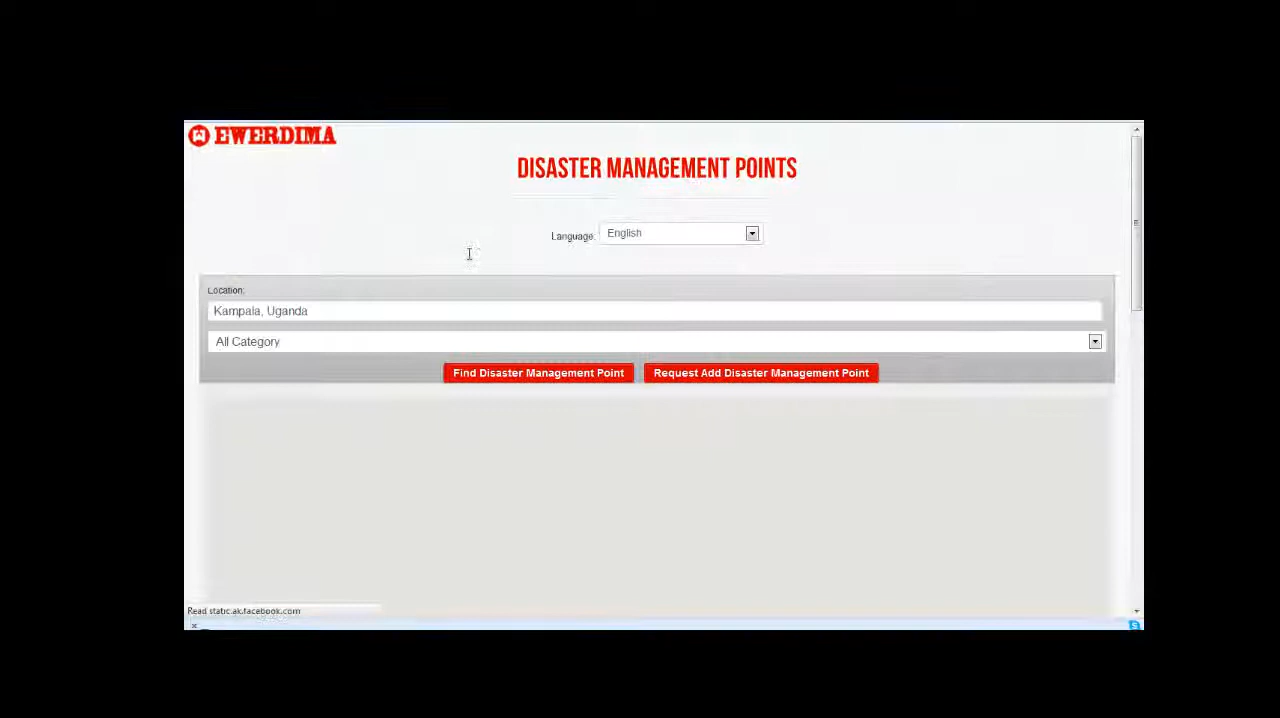 EWERDIMA
DISASTER MANAGEMENT POINTS
Language: English
Location:
Kampala, Uganda
All Category
Find Disaster Management Point Request Add Disaster Management Point
Read static.ak.facebook.com